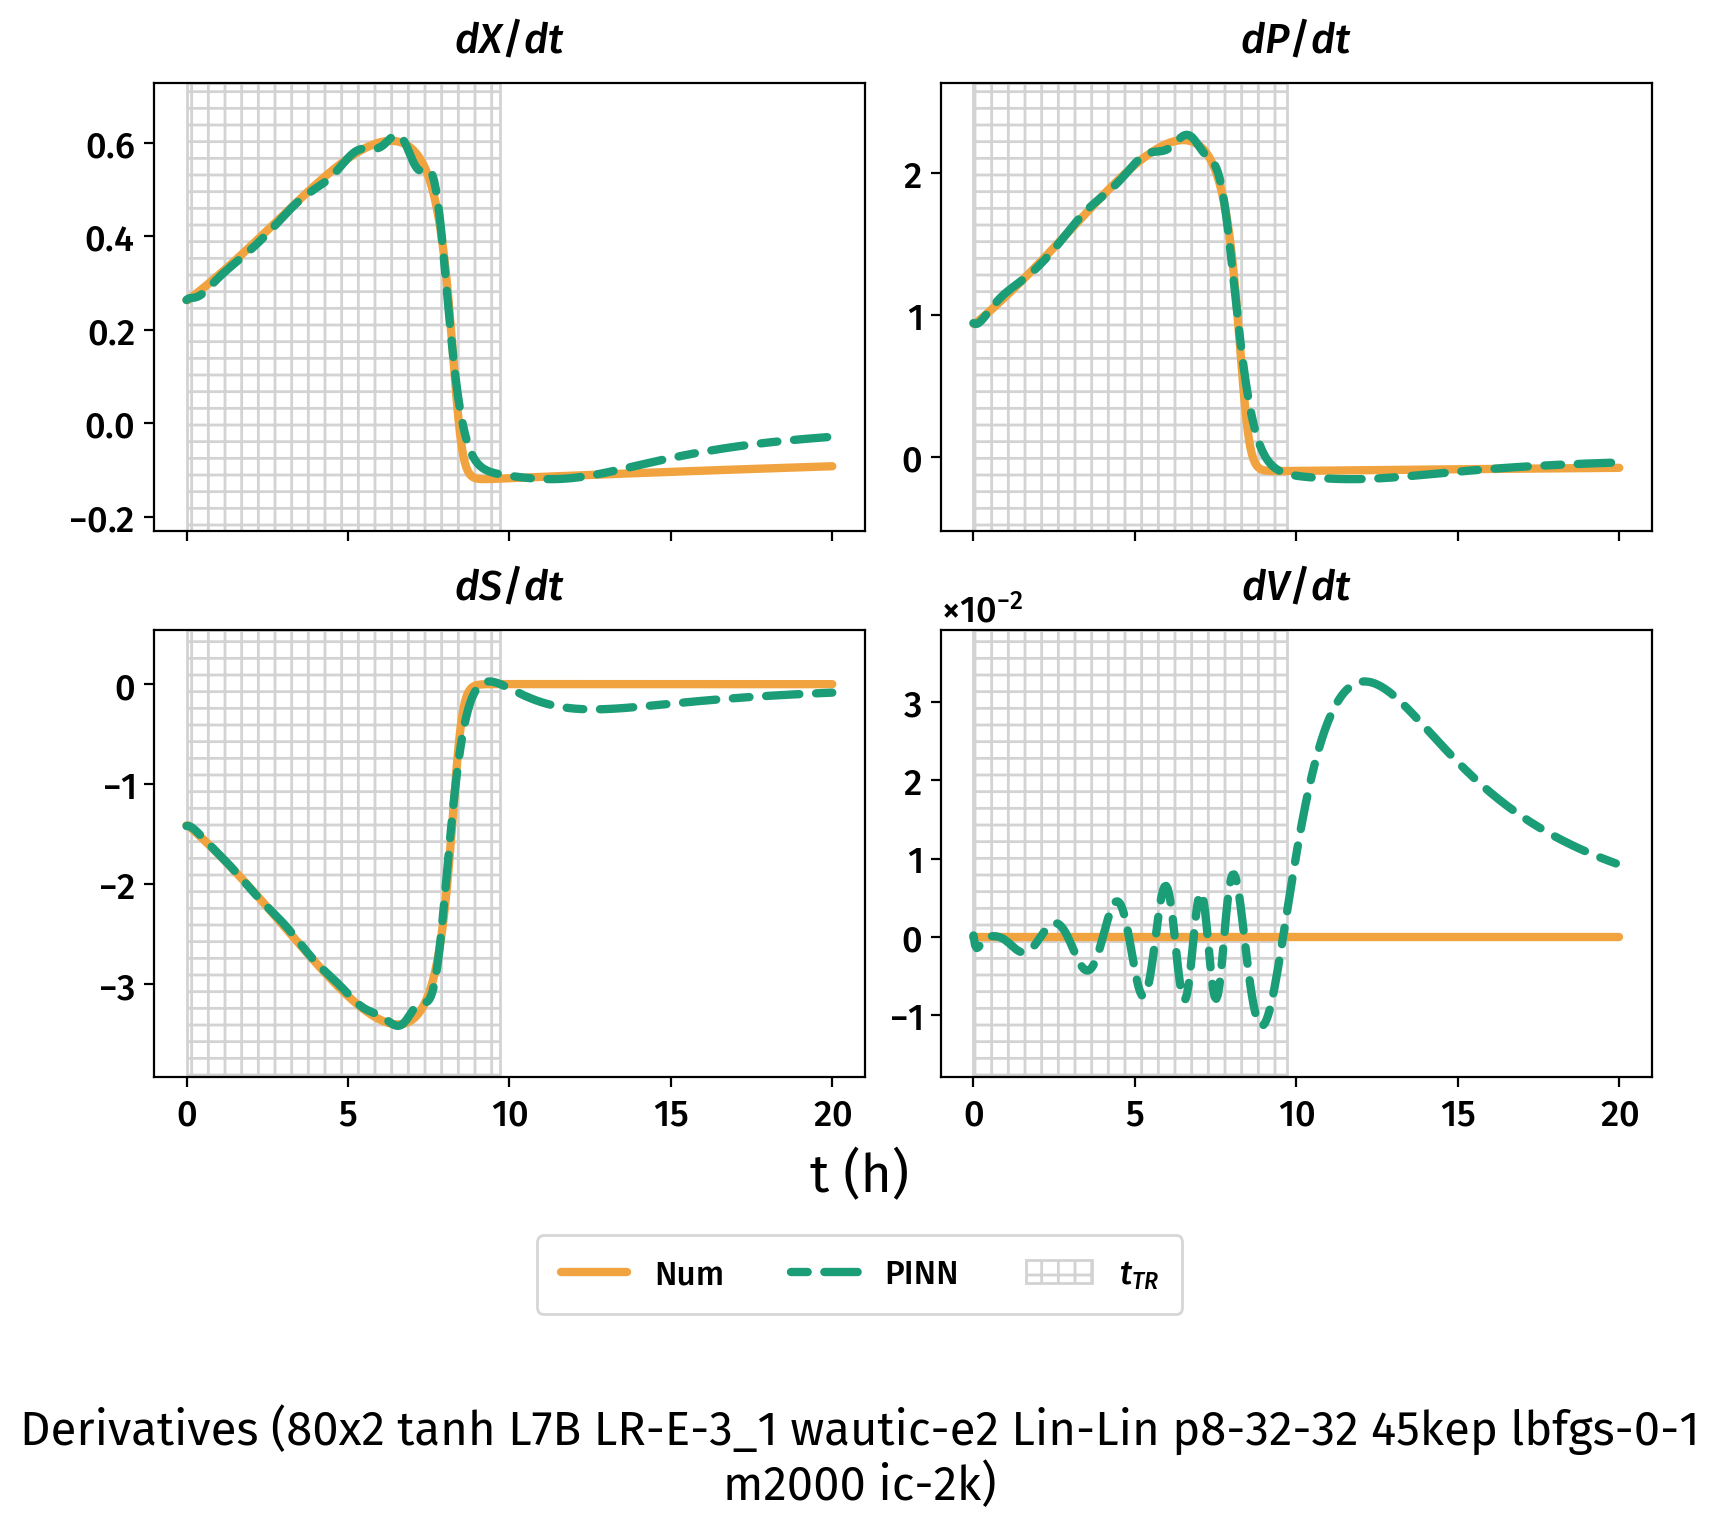 dX/dt
dP/dt
0.6
0.4
0.2
0.0
−0.2
2
1
0
dS/dt
dV/dt
×10⁻²
0
−1
−2
−3
3
2
1
0
−1
0 5 10 15 20
0 5 10 15 20
t (h)
Num PINN t_TR
Derivatives (80x2 tanh L7B LR-E-3_1 wautic-e2 Lin-Lin p8-32-32 45kep lbfgs-0-1
m2000 ic-2k)